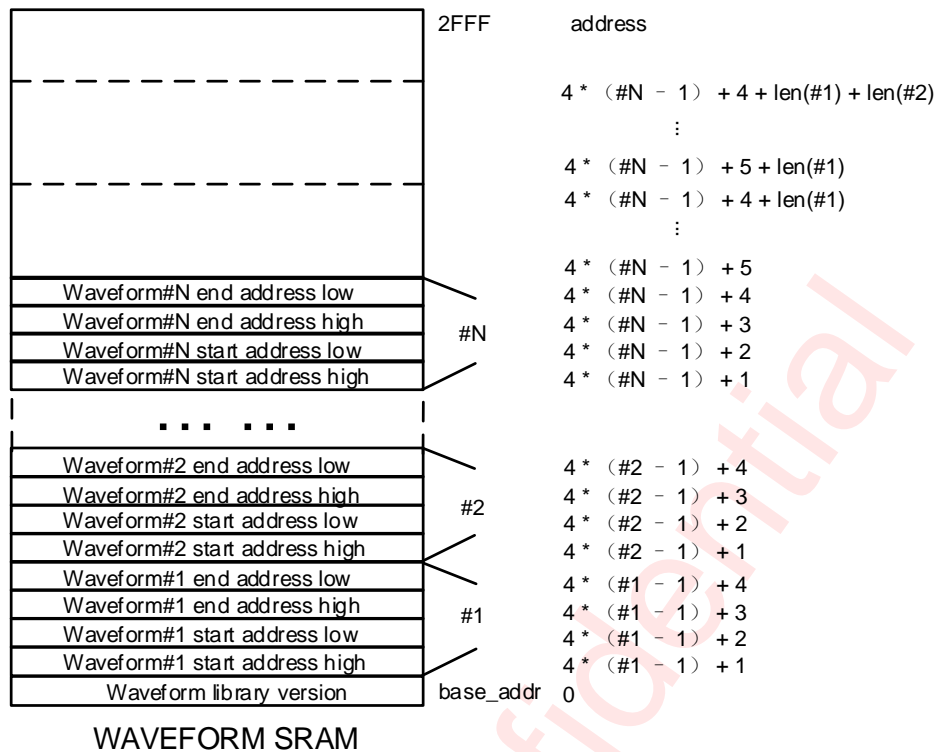 2FFF address
4 * （#N - 1） + 4 + len(#1) + len(#2)
⋮
4 * （#N - 1） + 5 + len(#1)
4 * （#N - 1） + 4 + len(#1)
⋮
4 * （#N - 1） + 5
Waveform#N end address low 4 * （#N - 1） + 4
Waveform#N end address high 4 * （#N - 1） + 3
#N
Waveform#N start address low 4 * （#N - 1） + 2
Waveform#N start address high 4 * （#N - 1） + 1
... ...
Waveform#2 end address low 4 * （#2 - 1） + 4
Waveform#2 end address high 4 * （#2 - 1） + 3
#2
Waveform#2 start address low 4 * （#2 - 1） + 2
Waveform#2 start address high 4 * （#2 - 1） + 1
Waveform#1 end address low 4 * （#1 - 1） + 4
Waveform#1 end address high 4 * （#1 - 1） + 3
#1
Waveform#1 start address low 4 * （#1 - 1） + 2
Waveform#1 start address high 4 * （#1 - 1） + 1
Waveform library version base_addr 0
WAVEFORM SRAM
fidential